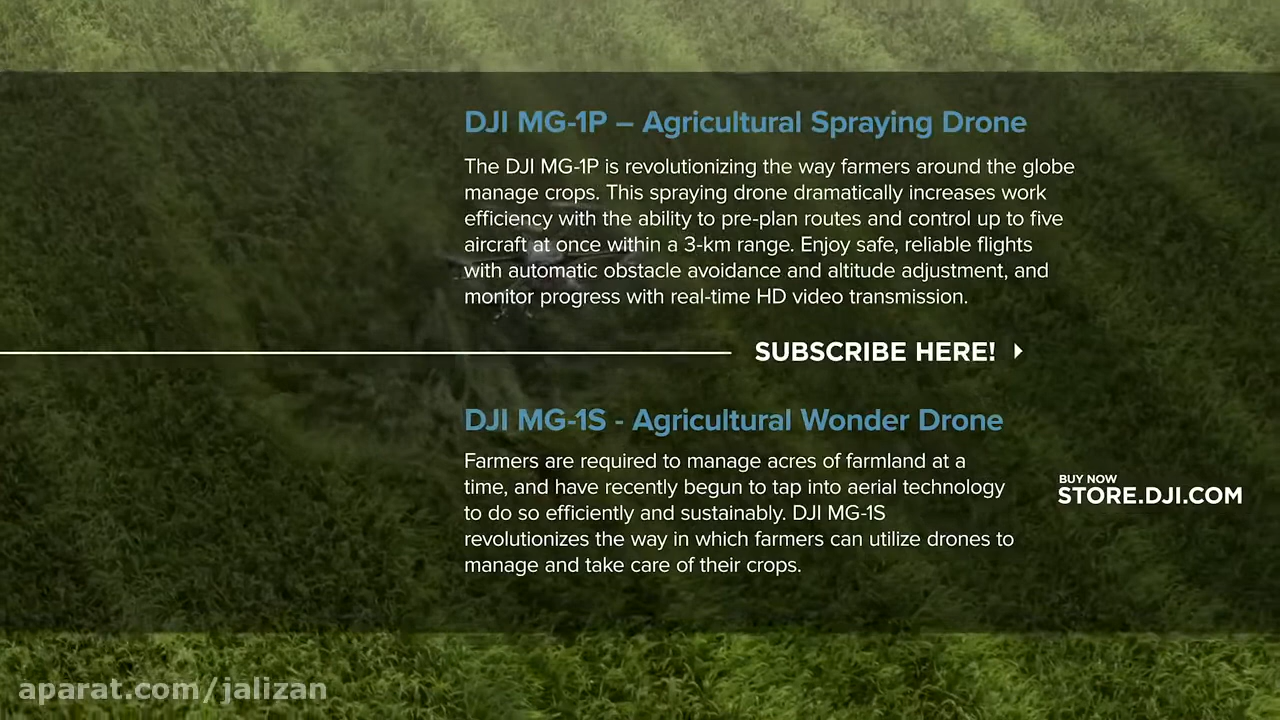 DJI MG-1P – Agricultural Spraying Drone
The DJI MG-1P is revolutionizing the way farmers around the globe
manage crops. This spraying drone dramatically increases work
efficiency with the ability to pre-plan routes and control up to five
aircraft at once within a 3-km range. Enjoy safe, reliable flights
with automatic obstacle avoidance and altitude adjustment, and
monitor progress with real-time HD video transmission.
SUBSCRIBE HERE!
DJI MG-1S - Agricultural Wonder Drone
Farmers are required to manage acres of farmland at a
time, and have recently begun to tap into aerial technology
to do so efficiently and sustainably. DJI MG-1S
revolutionizes the way in which farmers can utilize drones to
manage and take care of their crops.
BUY NOW
STORE.DJI.COM
aparat.com/jalizan